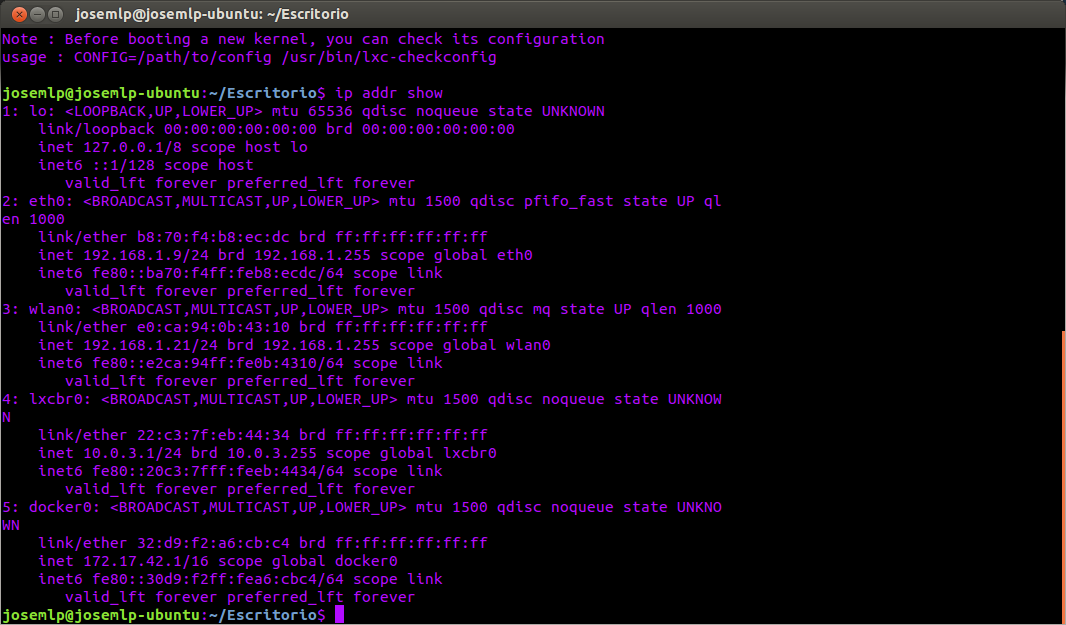 josemlp@josemlp-ubuntu: ~/Escritorio
Note : Before booting a new kernel, you can check its configuration
usage : CONFIG=/path/to/config /usr/bin/lxc-checkconfig
josemlp@josemlp-ubuntu:~/Escritorio$ ip addr show
1: lo: <LOOPBACK,UP,LOWER_UP> mtu 65536 qdisc noqueue state UNKNOWN
    link/loopback 00:00:00:00:00:00 brd 00:00:00:00:00:00
    inet 127.0.0.1/8 scope host lo
    inet6 ::1/128 scope host
       valid_lft forever preferred_lft forever
2: eth0: <BROADCAST,MULTICAST,UP,LOWER_UP> mtu 1500 qdisc pfifo_fast state UP ql
en 1000
    link/ether b8:70:f4:b8:ec:dc brd ff:ff:ff:ff:ff:ff
    inet 192.168.1.9/24 brd 192.168.1.255 scope global eth0
    inet6 fe80::ba70:f4ff:feb8:ecdc/64 scope link
       valid_lft forever preferred_lft forever
3: wlan0: <BROADCAST,MULTICAST,UP,LOWER_UP> mtu 1500 qdisc mq state UP qlen 1000
    link/ether e0:ca:94:0b:43:10 brd ff:ff:ff:ff:ff:ff
    inet 192.168.1.21/24 brd 192.168.1.255 scope global wlan0
    inet6 fe80::e2ca:94ff:fe0b:4310/64 scope link
       valid_lft forever preferred_lft forever
4: lxcbr0: <BROADCAST,MULTICAST,UP,LOWER_UP> mtu 1500 qdisc noqueue state UNKNOW
N
    link/ether 22:c3:7f:eb:44:34 brd ff:ff:ff:ff:ff:ff
    inet 10.0.3.1/24 brd 10.0.3.255 scope global lxcbr0
    inet6 fe80::20c3:7fff:feeb:4434/64 scope link
       valid_lft forever preferred_lft forever
5: docker0: <BROADCAST,MULTICAST,UP,LOWER_UP> mtu 1500 qdisc noqueue state UNKNO
WN
    link/ether 32:d9:f2:a6:cb:c4 brd ff:ff:ff:ff:ff:ff
    inet 172.17.42.1/16 scope global docker0
    inet6 fe80::30d9:f2ff:fea6:cbc4/64 scope link
       valid_lft forever preferred_lft forever
josemlp@josemlp-ubuntu:~/Escritorio$